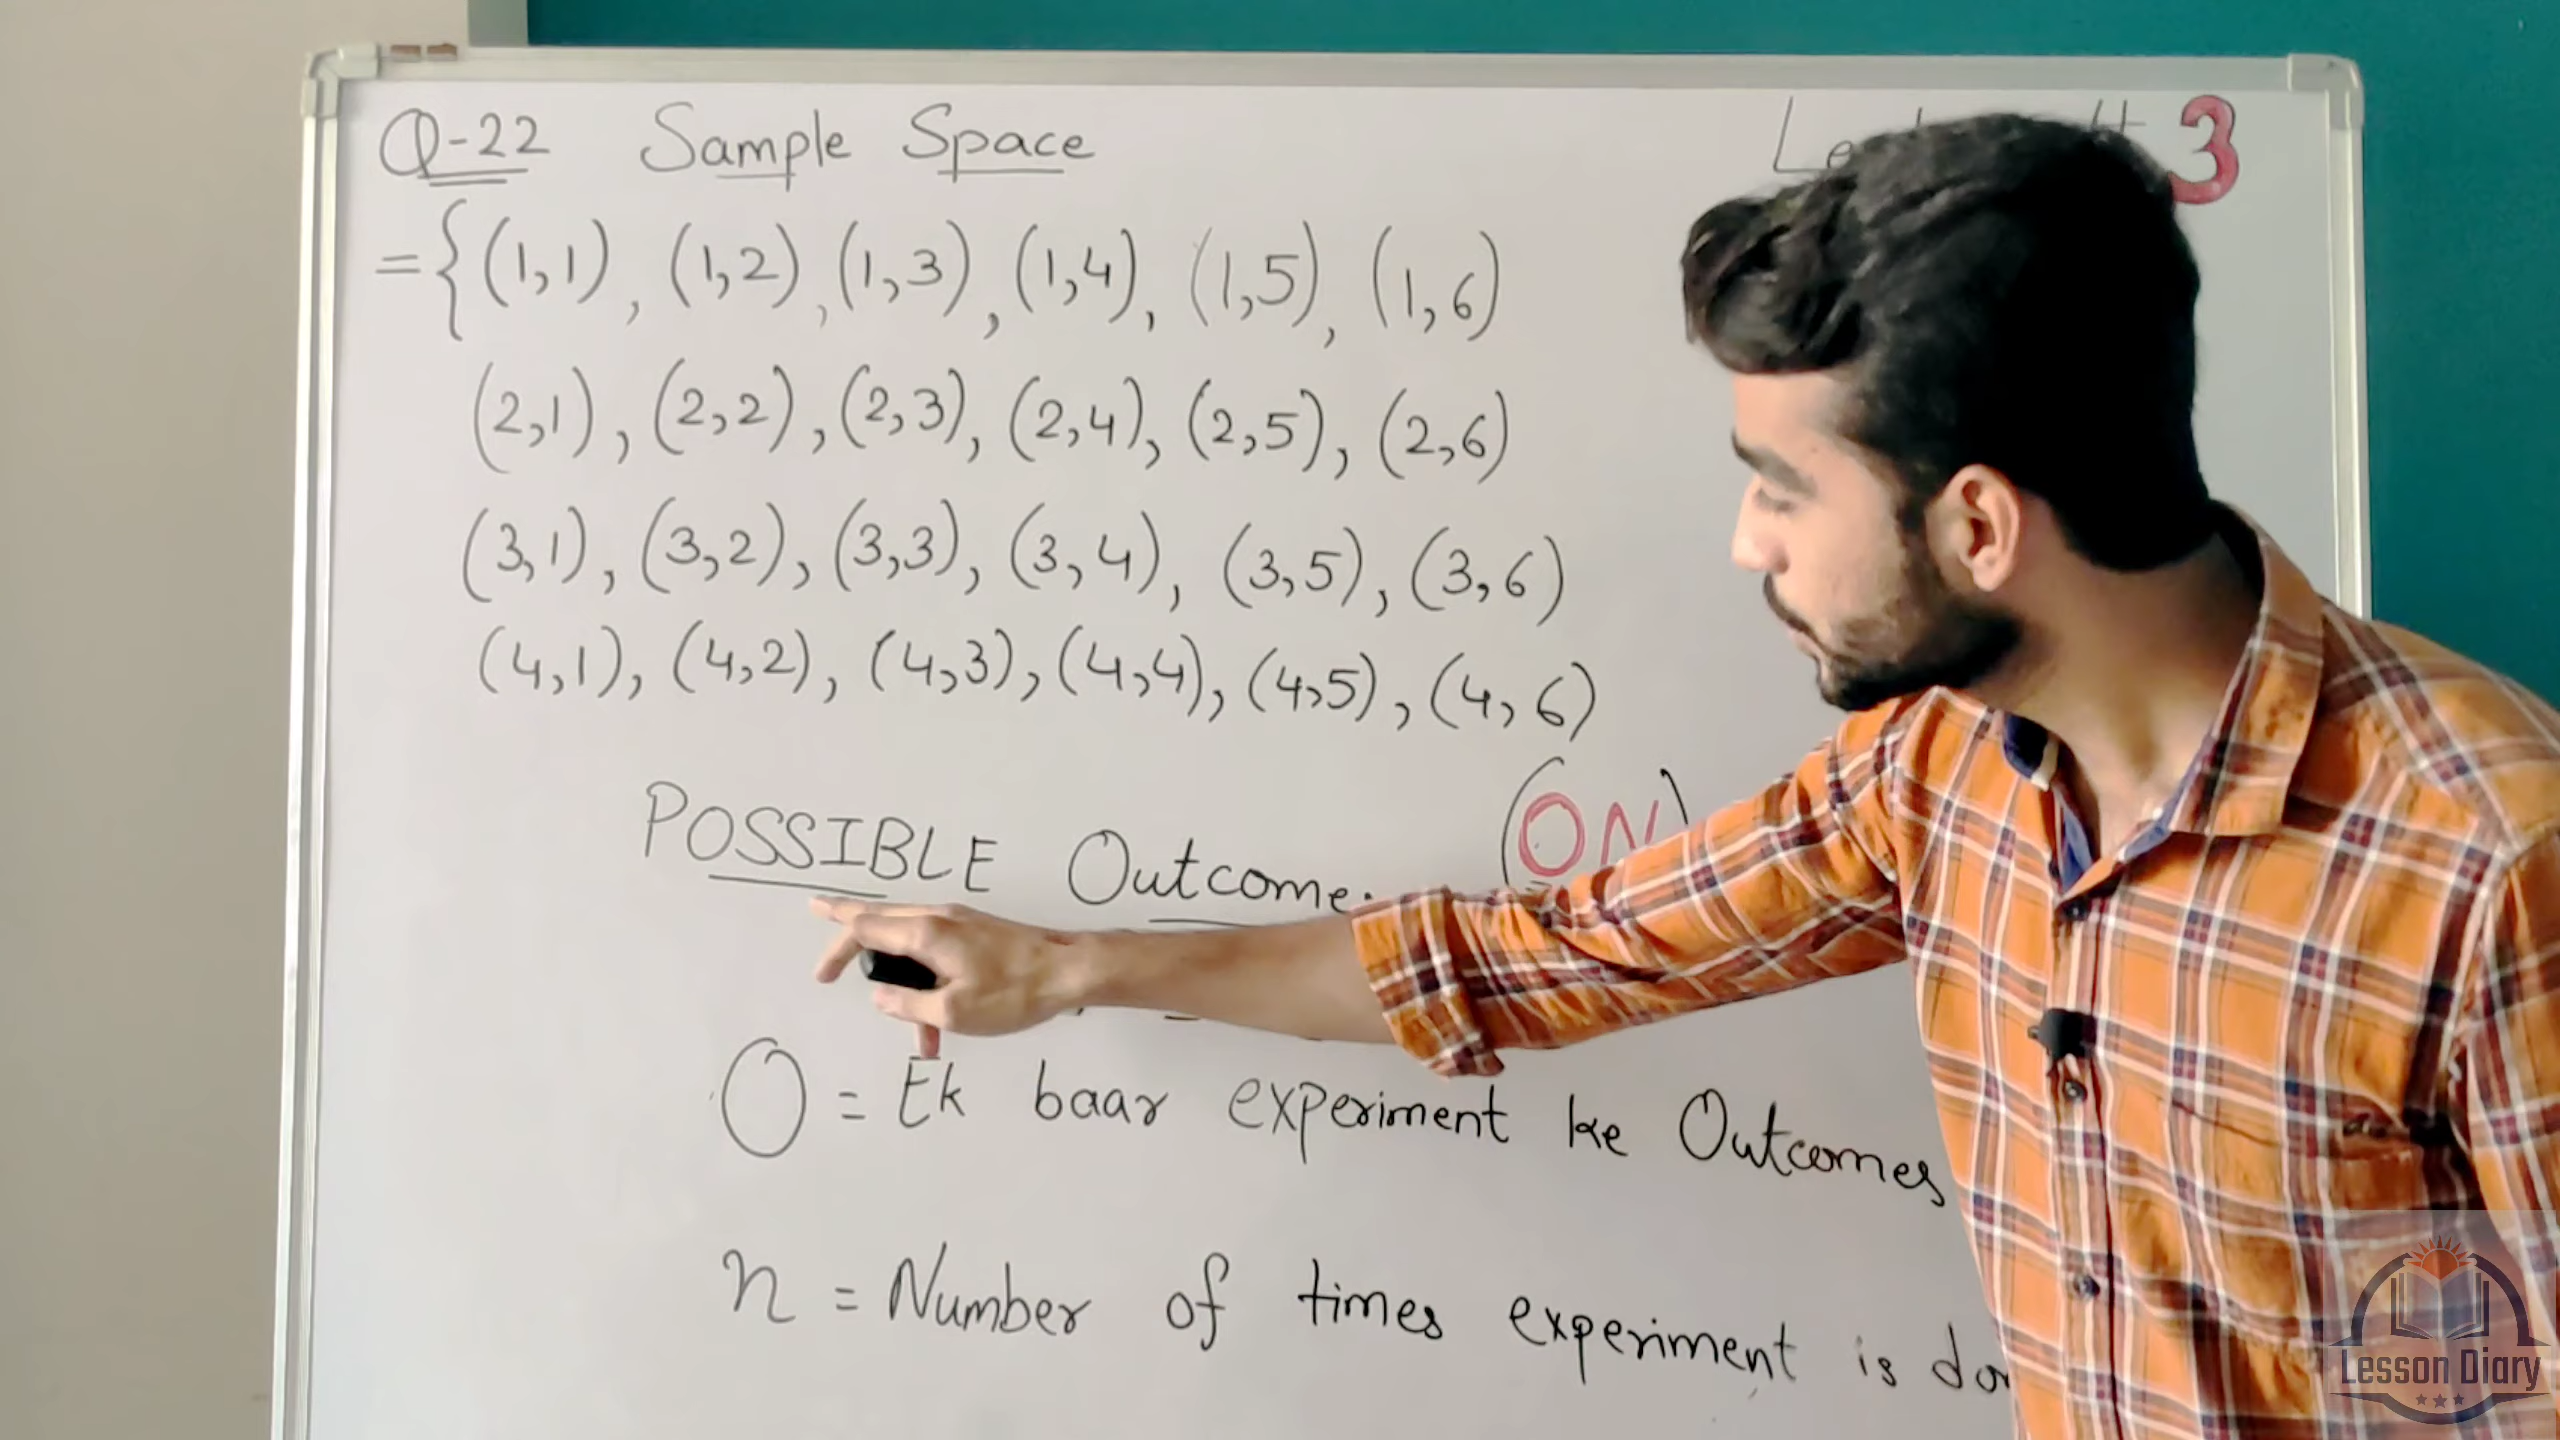 Q-22 Sample Space
3
= {(1,1), (1,2), (1,3), (1,4), (1,5), (1,6)
(2,1), (2,2), (2,3), (2,4), (2,5), (2,6)
(3,1), (3,2), (3,3), (3,4), (3,5), (3,6)
(4,1), (4,2), (4,3), (4,4), (4,5), (4,6)
POSSIBLE Outcome (ON)
O = Ek baar experiment ke Outcomes
n = Number of times experiment is
Lesson Diary